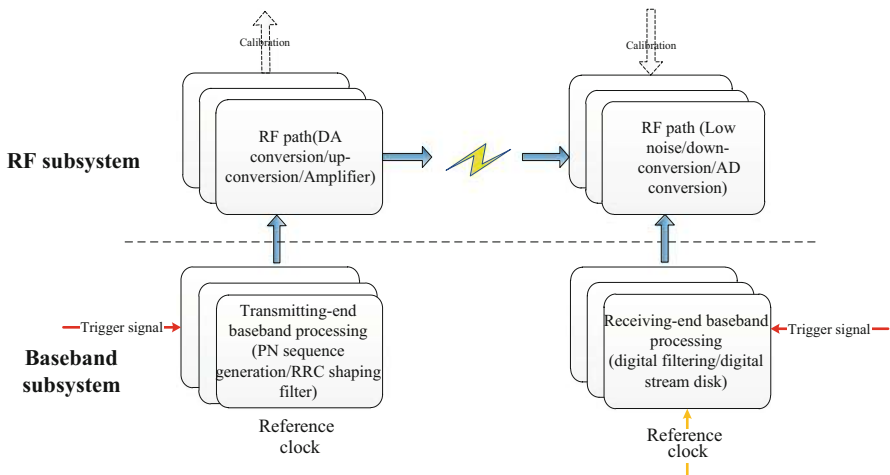 Calibration
Calibration
RF subsystem
RF path(DA
conversion/up-
conversion/Amplifier)
RF path (Low
noise/down-
conversion/AD
conversion)
Baseband
subsystem
Trigger signal
Transmitting-end
baseband processing
(PN sequence
generation/RRC shaping
filter)
Receiving-end baseband
processing
(digital filtering/digital
stream disk)
Trigger signal
Reference
clock
Reference
clock